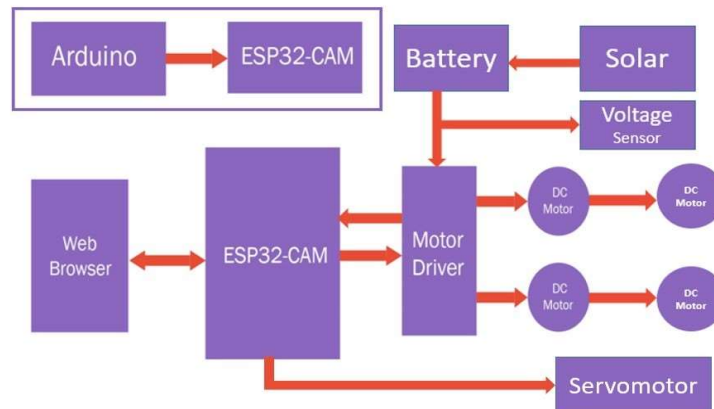 Arduino
ESP32-CAM
Battery
Solar
Voltage
Sensor
Web
Browser
ESP32-CAM
Motor
Driver
DC
Motor
DC
Motor
DC
Motor
DC
Motor
Servomotor